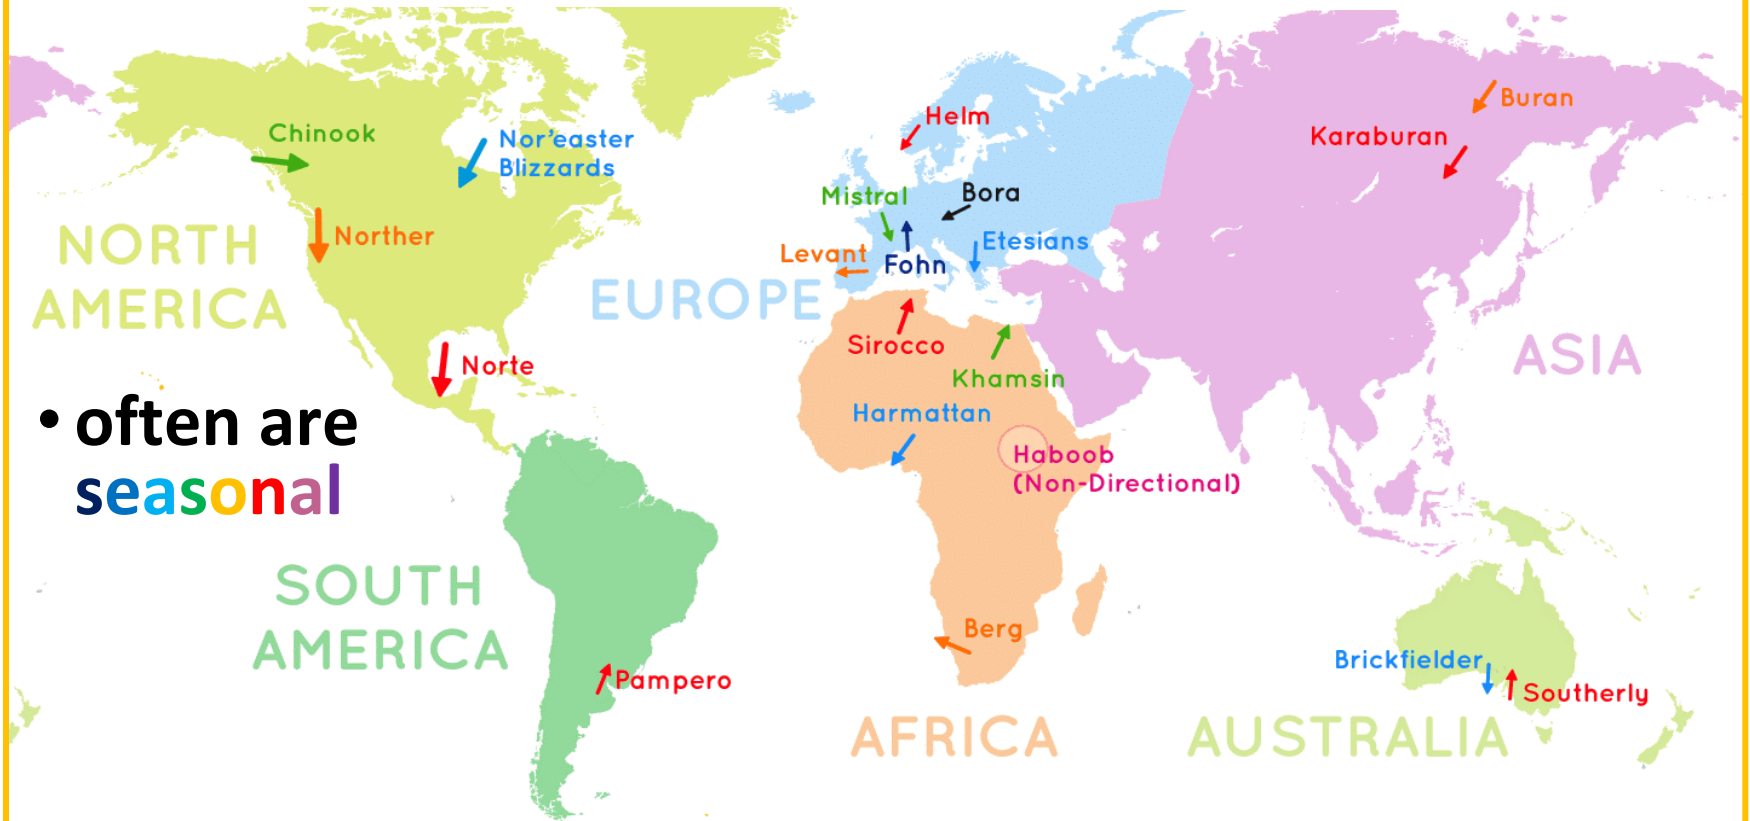 Chinook
Nor'easter
Blizzards
Norther
NORTH
AMERICA
Norte
• often are
seasonal
SOUTH
AMERICA
Pampero
Helm
Mistral
Bora
Levant
Fohn
Etesians
EUROPE
Sirocco
Khamsin
Harmattan
Haboob
(Non-Directional)
Berg
AFRICA
Buran
Karaburan
ASIA
Brickfielder
Southerly
AUSTRALIA